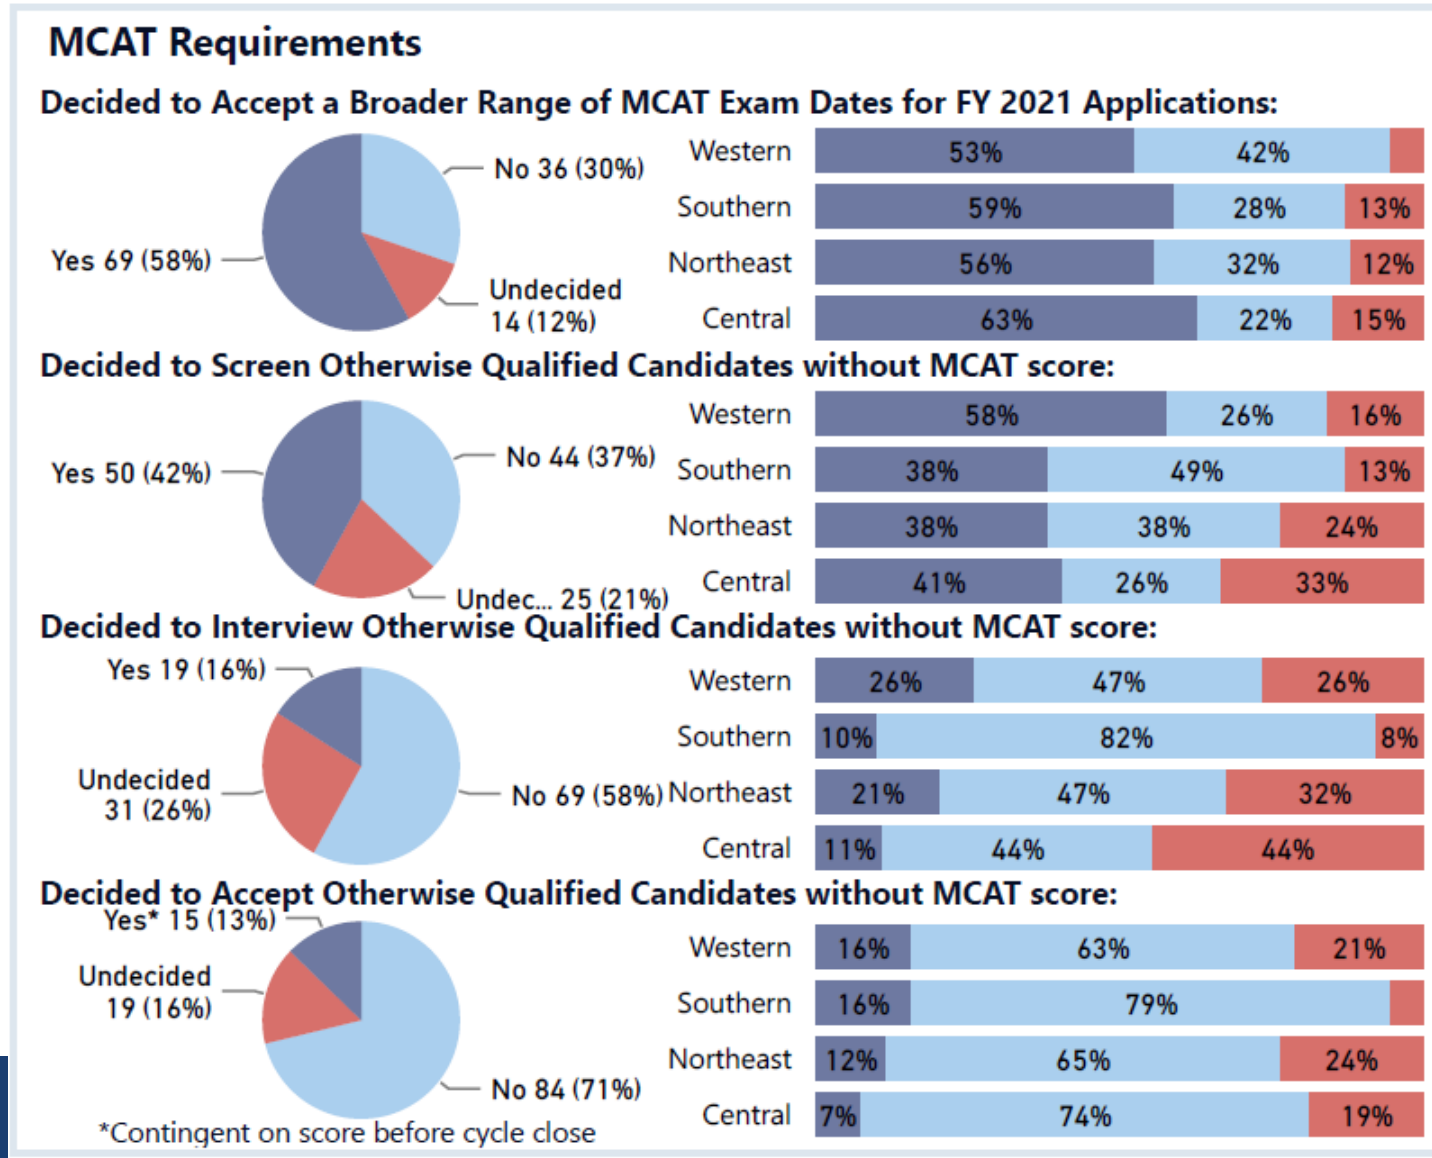 MCAT Requirements
Decided to Accept a Broader Range of MCAT Exam Dates for FY 2021 Applications:
No 36 (30%)
Yes 69 (58%)
Undecided
14 (12%)
Western 53% 42%
Southern 59% 28% 13%
Northeast 56% 32% 12%
Central 63% 22% 15%
Decided to Screen Otherwise Qualified Candidates without MCAT score:
No 44 (37%)
Yes 50 (42%)
Undec... 25 (21%)
Western 58% 26% 16%
Southern 38% 49% 13%
Northeast 38% 38% 24%
Central 41% 26% 33%
Decided to Interview Otherwise Qualified Candidates without MCAT score:
Yes 19 (16%)
Undecided
31 (26%)
No 69 (58%)
Western 26% 47% 26%
Southern 10% 82% 8%
Northeast 21% 47% 32%
Central 11% 44% 44%
Decided to Accept Otherwise Qualified Candidates without MCAT score:
Yes* 15 (13%)
Undecided
19 (16%)
No 84 (71%)
Western 16% 63% 21%
Southern 16% 79%
Northeast 12% 65% 24%
Central 7% 74% 19%
*Contingent on score before cycle close